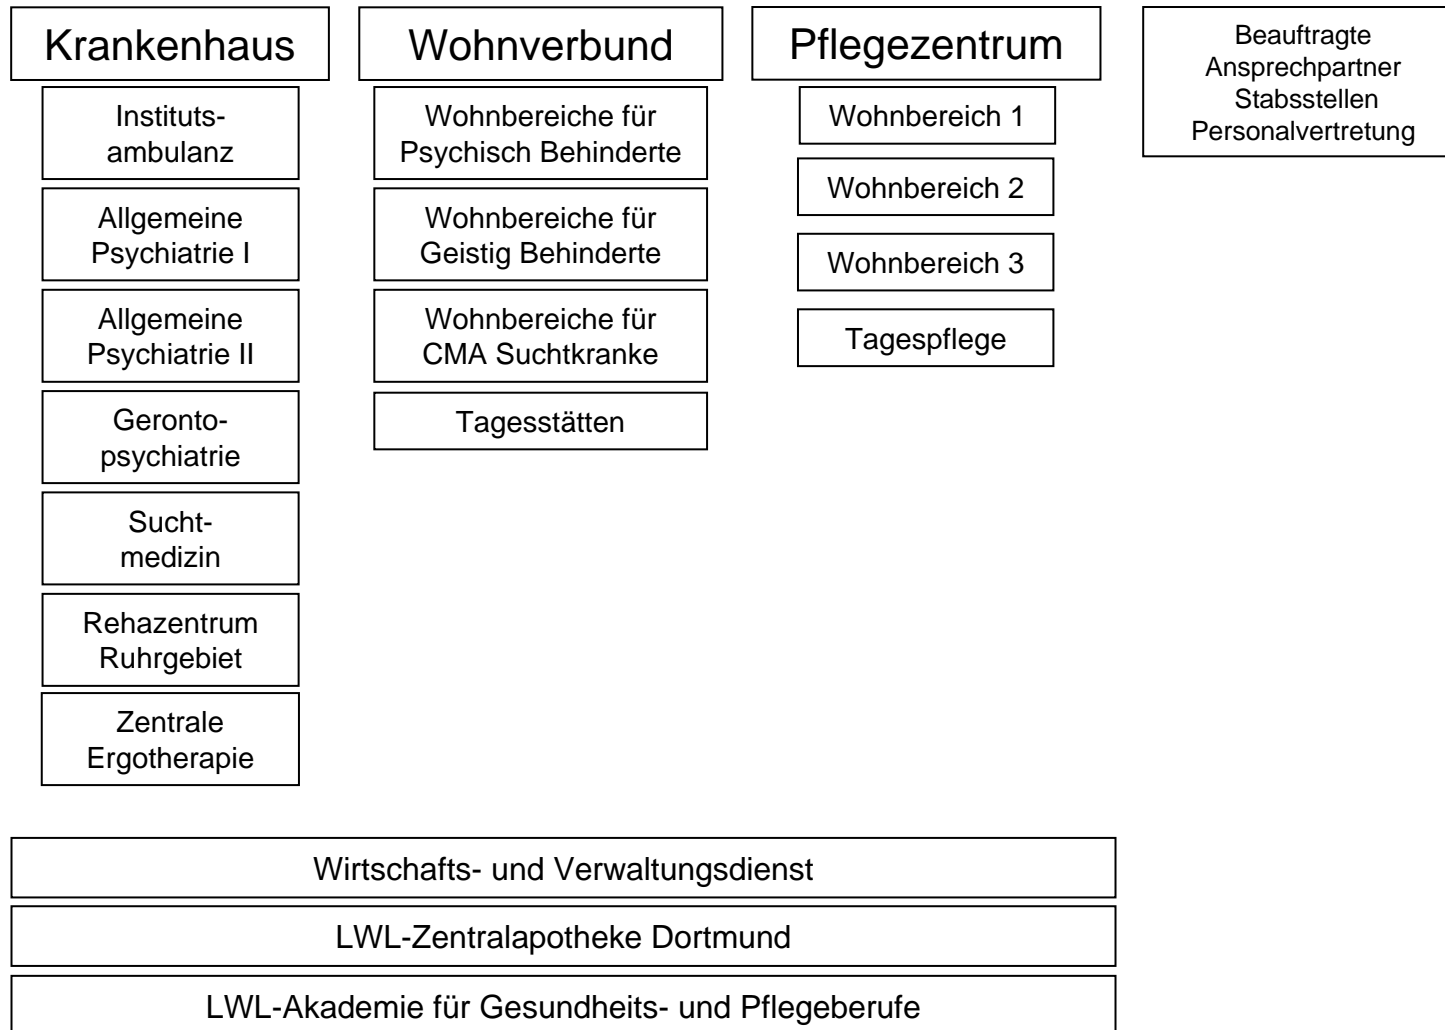 Krankenhaus
Instituts-
ambulanz
Allgemeine
Psychiatrie I
Allgemeine
Psychiatrie II
Geronto-
psychiatrie
Sucht-
medizin
Rehazentrum
Ruhrgebiet
Zentrale
Ergotherapie
Wohnverbund
Wohnbereiche für
Psychisch Behinderte
Wohnbereiche für
Geistig Behinderte
Wohnbereiche für
CMA Suchtkranke
Tagesstätten
Pflegezentrum
Wohnbereich 1
Wohnbereich 2
Wohnbereich 3
Tagespflege
Beauftragte
Ansprechpartner
Stabsstellen
Personalvertretung
Wirtschafts- und Verwaltungsdienst
LWL-Zentralapotheke Dortmund
LWL-Akademie für Gesundheits- und Pflegeberufe